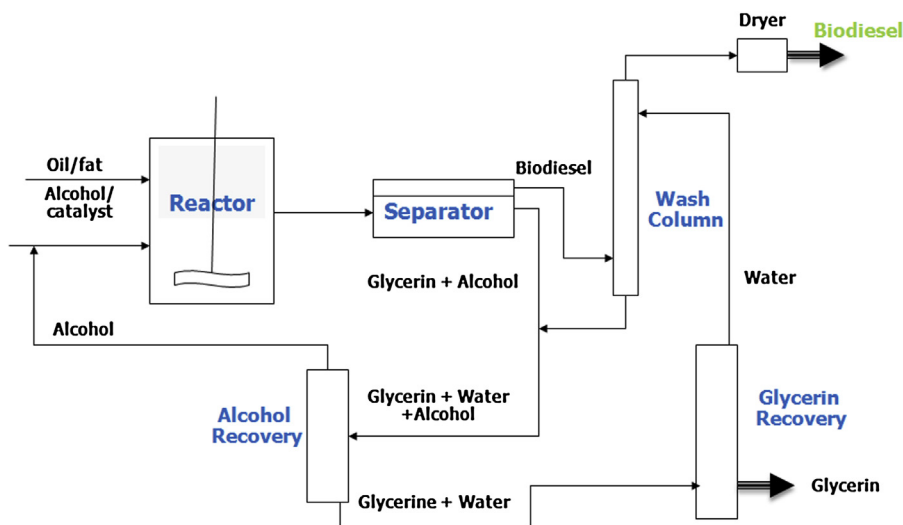 Dryer
Biodiesel
Oil/fat
Alcohol/
catalyst
Reactor
Biodiesel
Separator
Wash
Column
Glycerin + Alcohol
Water
Alcohol
Glycerin + Water
+Alcohol
Alcohol
Recovery
Glycerin
Recovery
Glycerin
Glycerine + Water